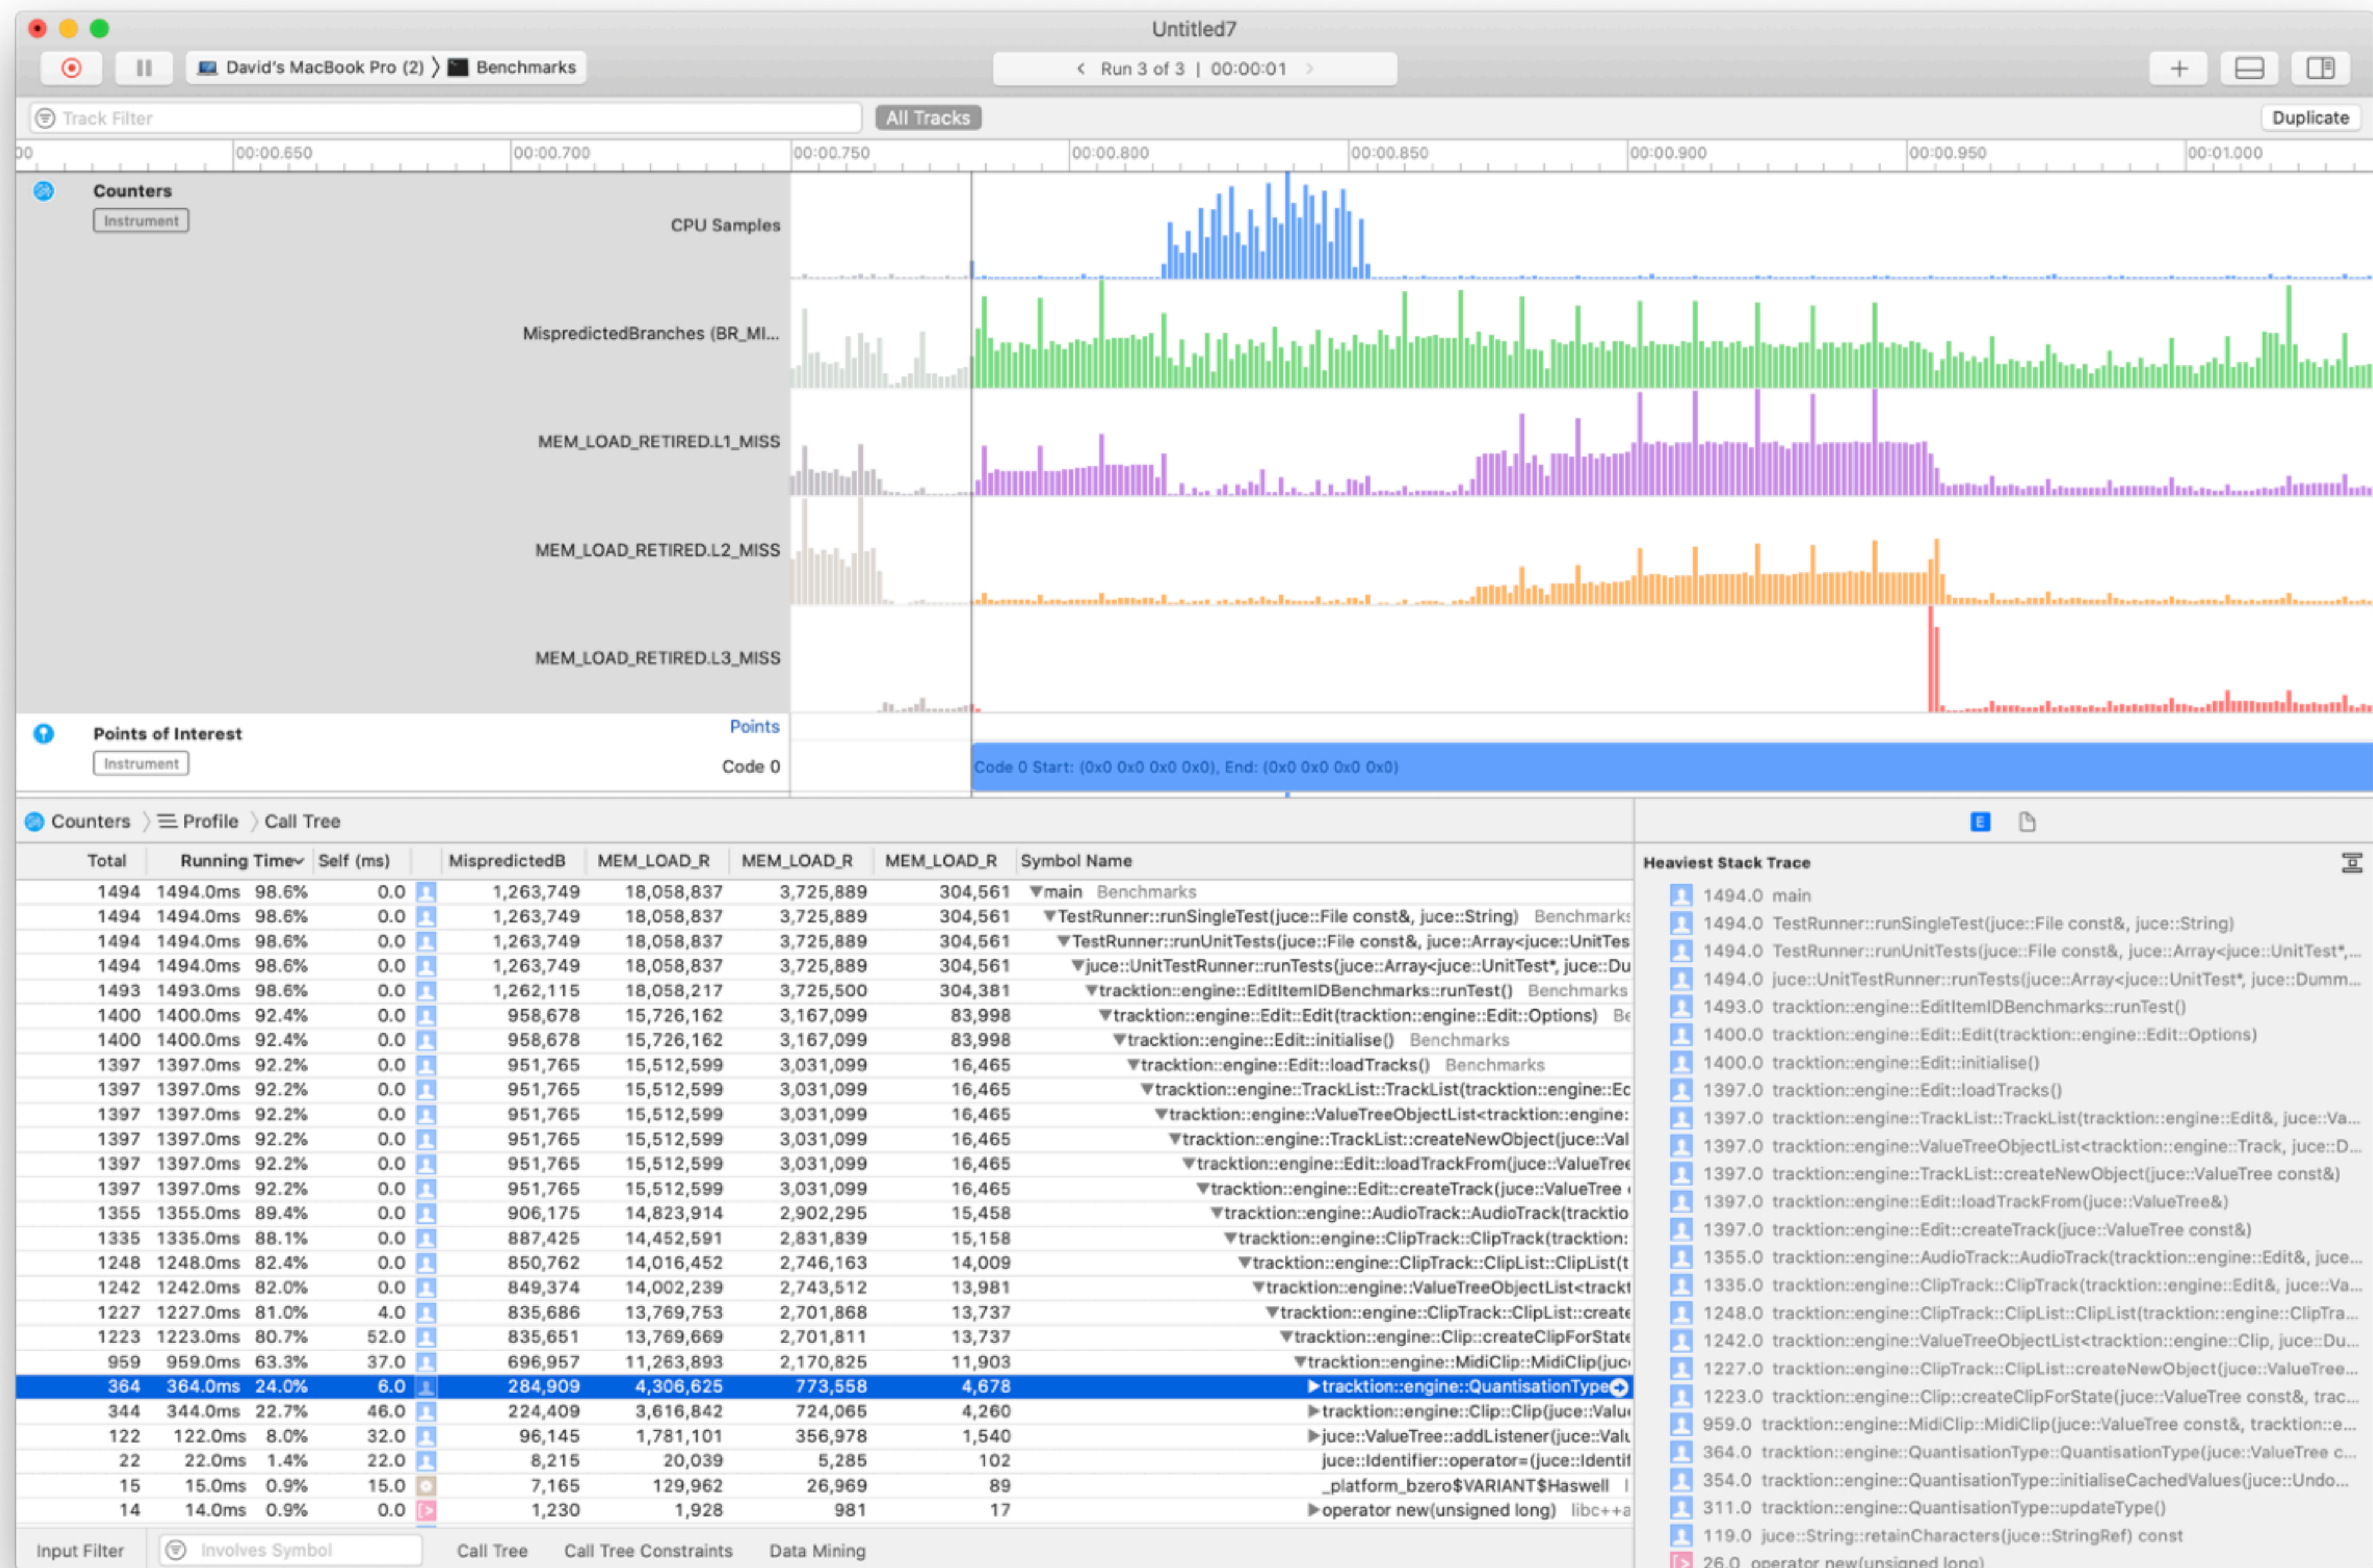 Untitled7
David's MacBook Pro (2) 〉 Benchmarks
‹ Run 3 of 3 | 00:00:01 ›
+
Track Filter
All Tracks
Duplicate
00 00:00.650 00:00.700 00:00.750 00:00.800 00:00.850 00:00.900 00:00.950 00:01.000
Counters
Instrument
CPU Samples
MispredictedBranches (BR_MI...
MEM_LOAD_RETIRED.L1_MISS
MEM_LOAD_RETIRED.L2_MISS
MEM_LOAD_RETIRED.L3_MISS
Points of Interest
Instrument
Points
Code 0
Code 0 Start: (0x0 0x0 0x0 0x0), End: (0x0 0x0 0x0 0x0)
Counters 〉 Profile 〉 Call Tree
E
Total Running Time Self (ms) MispredictedB MEM_LOAD_R MEM_LOAD_R MEM_LOAD_R Symbol Name
1494 1494.0ms 98.6% 0.0 1,263,749 18,058,837 3,725,889 304,561 ▼main Benchmarks
1494 1494.0ms 98.6% 0.0 1,263,749 18,058,837 3,725,889 304,561 ▼TestRunner::runSingleTest(juce::File const&, juce::String) Benchmarks
1494 1494.0ms 98.6% 0.0 1,263,749 18,058,837 3,725,889 304,561 ▼TestRunner::runUnitTests(juce::File const&, juce::Array<juce::UnitTes
1494 1494.0ms 98.6% 0.0 1,263,749 18,058,837 3,725,889 304,561 ▼juce::UnitTestRunner::runTests(juce::Array<juce::UnitTest*, juce::Du
1493 1493.0ms 98.6% 0.0 1,262,115 18,058,217 3,725,500 304,381 ▼tracktion::engine::EditItemIDBenchmarks::runTest() Benchmarks
1400 1400.0ms 92.4% 0.0 958,678 15,726,162 3,167,099 83,998 ▼tracktion::engine::Edit::Edit(tracktion::engine::Edit::Options) Be
1400 1400.0ms 92.4% 0.0 958,678 15,726,162 3,167,099 83,998 ▼tracktion::engine::Edit::initialise() Benchmarks
1397 1397.0ms 92.2% 0.0 951,765 15,512,599 3,031,099 16,465 ▼tracktion::engine::Edit::loadTracks() Benchmarks
1397 1397.0ms 92.2% 0.0 951,765 15,512,599 3,031,099 16,465 ▼tracktion::engine::TrackList::TrackList(tracktion::engine::Ed
1397 1397.0ms 92.2% 0.0 951,765 15,512,599 3,031,099 16,465 ▼tracktion::engine::ValueTreeObjectList<tracktion::engine:
1397 1397.0ms 92.2% 0.0 951,765 15,512,599 3,031,099 16,465 ▼tracktion::engine::TrackList::createNewObject(juce::Val
1397 1397.0ms 92.2% 0.0 951,765 15,512,599 3,031,099 16,465 ▼tracktion::engine::Edit::loadTrackFrom(juce::ValueTree
1397 1397.0ms 92.2% 0.0 951,765 15,512,599 3,031,099 16,465 ▼tracktion::engine::Edit::createTrack(juce::ValueTree
1355 1355.0ms 89.4% 0.0 906,175 14,823,914 2,902,295 15,458 ▼tracktion::engine::AudioTrack::AudioTrack(tracktio
1335 1335.0ms 88.1% 0.0 887,425 14,452,591 2,831,839 15,158 ▼tracktion::engine::ClipTrack::ClipTrack(tracktion:
1248 1248.0ms 82.4% 0.0 850,762 14,016,452 2,746,163 14,009 ▼tracktion::engine::ClipTrack::ClipList::ClipList(t
1242 1242.0ms 82.0% 0.0 849,374 14,002,239 2,743,512 13,981 ▼tracktion::engine::ValueTreeObjectList<trackt
1227 1227.0ms 81.0% 4.0 835,686 13,769,753 2,701,868 13,737 ▼tracktion::engine::ClipTrack::ClipList::create
1223 1223.0ms 80.7% 52.0 835,651 13,769,669 2,701,811 13,737 ▼tracktion::engine::Clip::createClipForState
959 959.0ms 63.3% 37.0 696,957 11,263,893 2,170,825 11,903 ▼tracktion::engine::MidiClip::MidiClip(juc
364 364.0ms 24.0% 6.0 284,909 4,306,625 773,558 4,678 ▶tracktion::engine::QuantisationType
344 344.0ms 22.7% 46.0 224,409 3,616,842 724,065 4,260 ▶tracktion::engine::Clip::Clip(juce::Value
122 122.0ms 8.0% 32.0 96,145 1,781,101 356,978 1,540 ▶juce::ValueTree::addListener(juce::Valu
22 22.0ms 1.4% 22.0 8,215 20,039 5,285 102 juce::Identifier::operator=(juce::Identif
15 15.0ms 0.9% 15.0 7,165 129,962 26,969 89 _platform_bzero$VARIANT$Haswell
14 14.0ms 0.9% 0.0 1,230 1,928 981 17 ▶operator new(unsigned long) libc++a
Heaviest Stack Trace
1494.0 main
1494.0 TestRunner::runSingleTest(juce::File const&, juce::String)
1494.0 TestRunner::runUnitTests(juce::File const&, juce::Array<juce::UnitTest*,...
1494.0 juce::UnitTestRunner::runTests(juce::Array<juce::UnitTest*, juce::Dumm...
1493.0 tracktion::engine::EditItemIDBenchmarks::runTest()
1400.0 tracktion::engine::Edit::Edit(tracktion::engine::Edit::Options)
1400.0 tracktion::engine::Edit::initialise()
1397.0 tracktion::engine::Edit::loadTracks()
1397.0 tracktion::engine::TrackList::TrackList(tracktion::engine::Edit&, juce::Va...
1397.0 tracktion::engine::ValueTreeObjectList<tracktion::engine::Track, juce::D...
1397.0 tracktion::engine::TrackList::createNewObject(juce::ValueTree const&)
1397.0 tracktion::engine::Edit::loadTrackFrom(juce::ValueTree&)
1397.0 tracktion::engine::Edit::createTrack(juce::ValueTree const&)
1355.0 tracktion::engine::AudioTrack::AudioTrack(tracktion::engine::Edit&, juce...
1335.0 tracktion::engine::ClipTrack::ClipTrack(tracktion::engine::Edit&, juce::Va...
1248.0 tracktion::engine::ClipTrack::ClipList::ClipList(tracktion::engine::ClipTra...
1242.0 tracktion::engine::ValueTreeObjectList<tracktion::engine::Clip, juce::Du...
1227.0 tracktion::engine::ClipTrack::ClipList::createNewObject(juce::ValueTree...
1223.0 tracktion::engine::Clip::createClipForState(juce::ValueTree const&, trac...
959.0 tracktion::engine::MidiClip::MidiClip(juce::ValueTree const&, tracktion::e...
364.0 tracktion::engine::QuantisationType::QuantisationType(juce::ValueTree c...
354.0 tracktion::engine::QuantisationType::initialiseCachedValues(juce::Undo...
311.0 tracktion::engine::QuantisationType::updateType()
119.0 juce::String::retainCharacters(juce::StringRef) const
26.0 operator new(unsigned long)
Input Filter
Involves Symbol
Call Tree
Call Tree Constraints
Data Mining